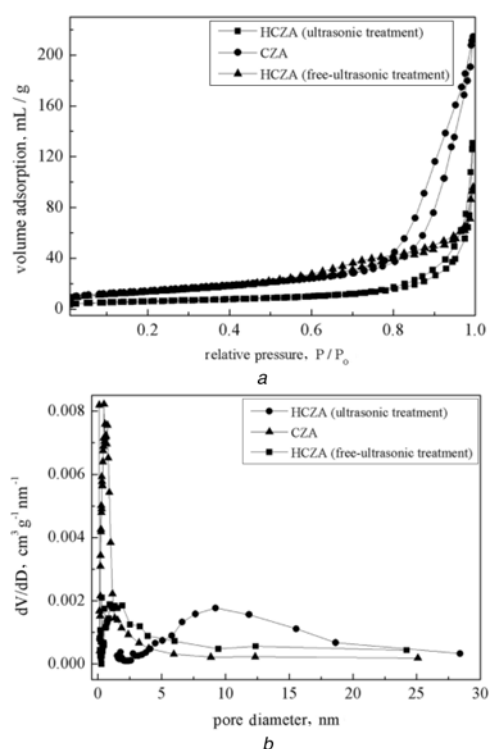 HCZA (ultrasonic treatment)
CZA
HCZA (free-ultrasonic treatment)
200
160
120
80
40
0
volume adsorption, mL / g
0.2
0.4
0.6
0.8
1.0
relative pressure, P / Po
a
HCZA (ultrasonic treatment)
CZA
HCZA (free-ultrasonic treatment)
0.008
0.006
0.004
0.002
0.000
dV/dD, cm³ g⁻¹ nm⁻¹
0
5
10
15
20
25
30
pore diameter, nm
b